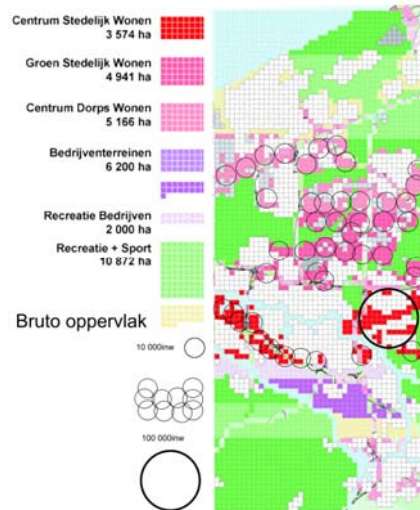 Centrum Stedelijk Wonen
3 574 ha
Groen Stedelijk Wonen
4 941 ha
Centrum Dorps Wonen
5 166 ha
Bedrijventerreinen
6 200 ha
Recreatie Bedrijven
2 000 ha
Recreatie + Sport
10 872 ha
Bruto oppervlak
10 000inw
100 000inw